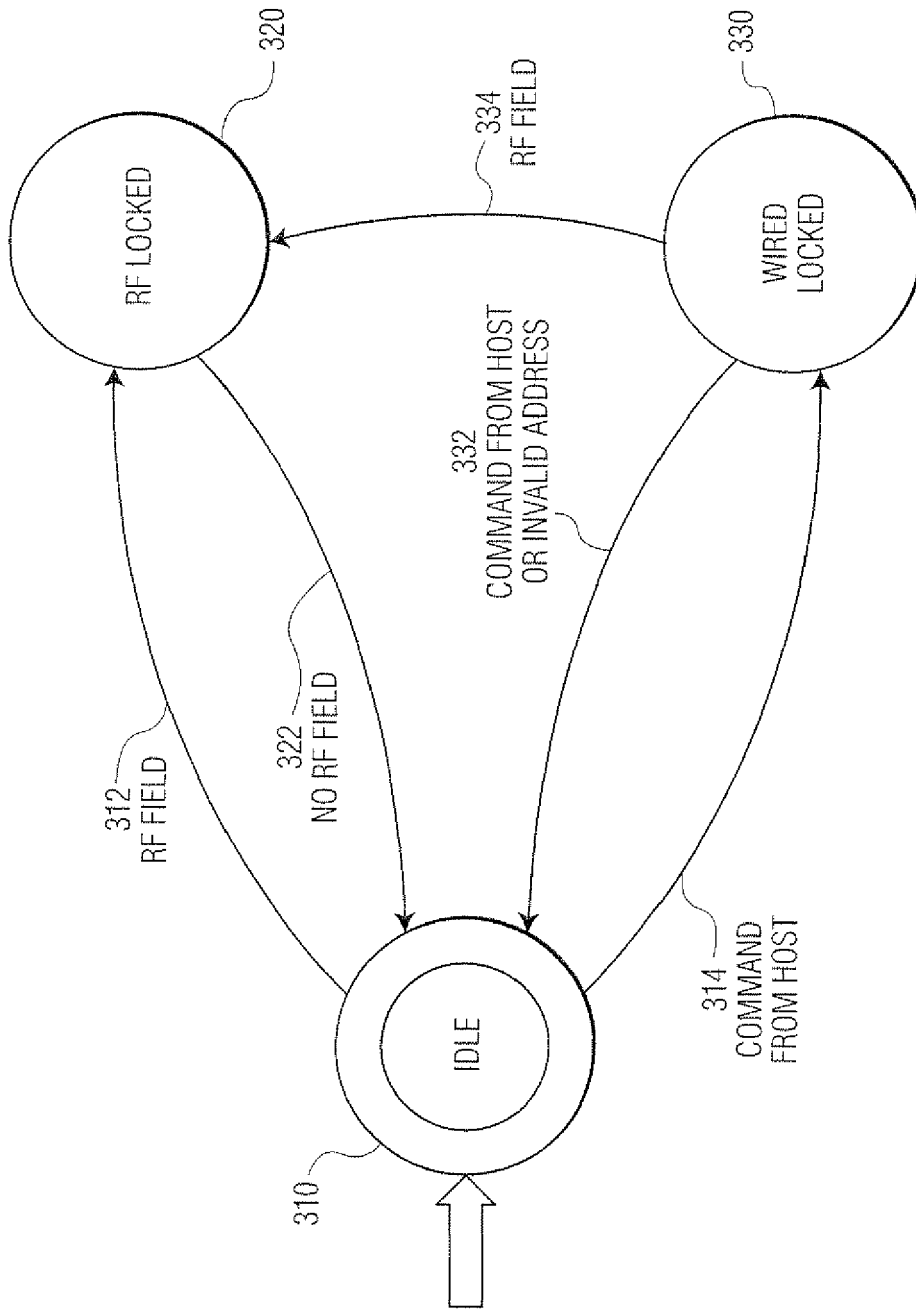 320
RF LOCKED
312
RF FIELD
322
NO RF FIELD
334
RF FIELD
310
IDLE
332
COMMAND FROM HOST
OR INVALID ADDRESS
314
COMMAND
FROM HOST
330
WIRED
LOCKED